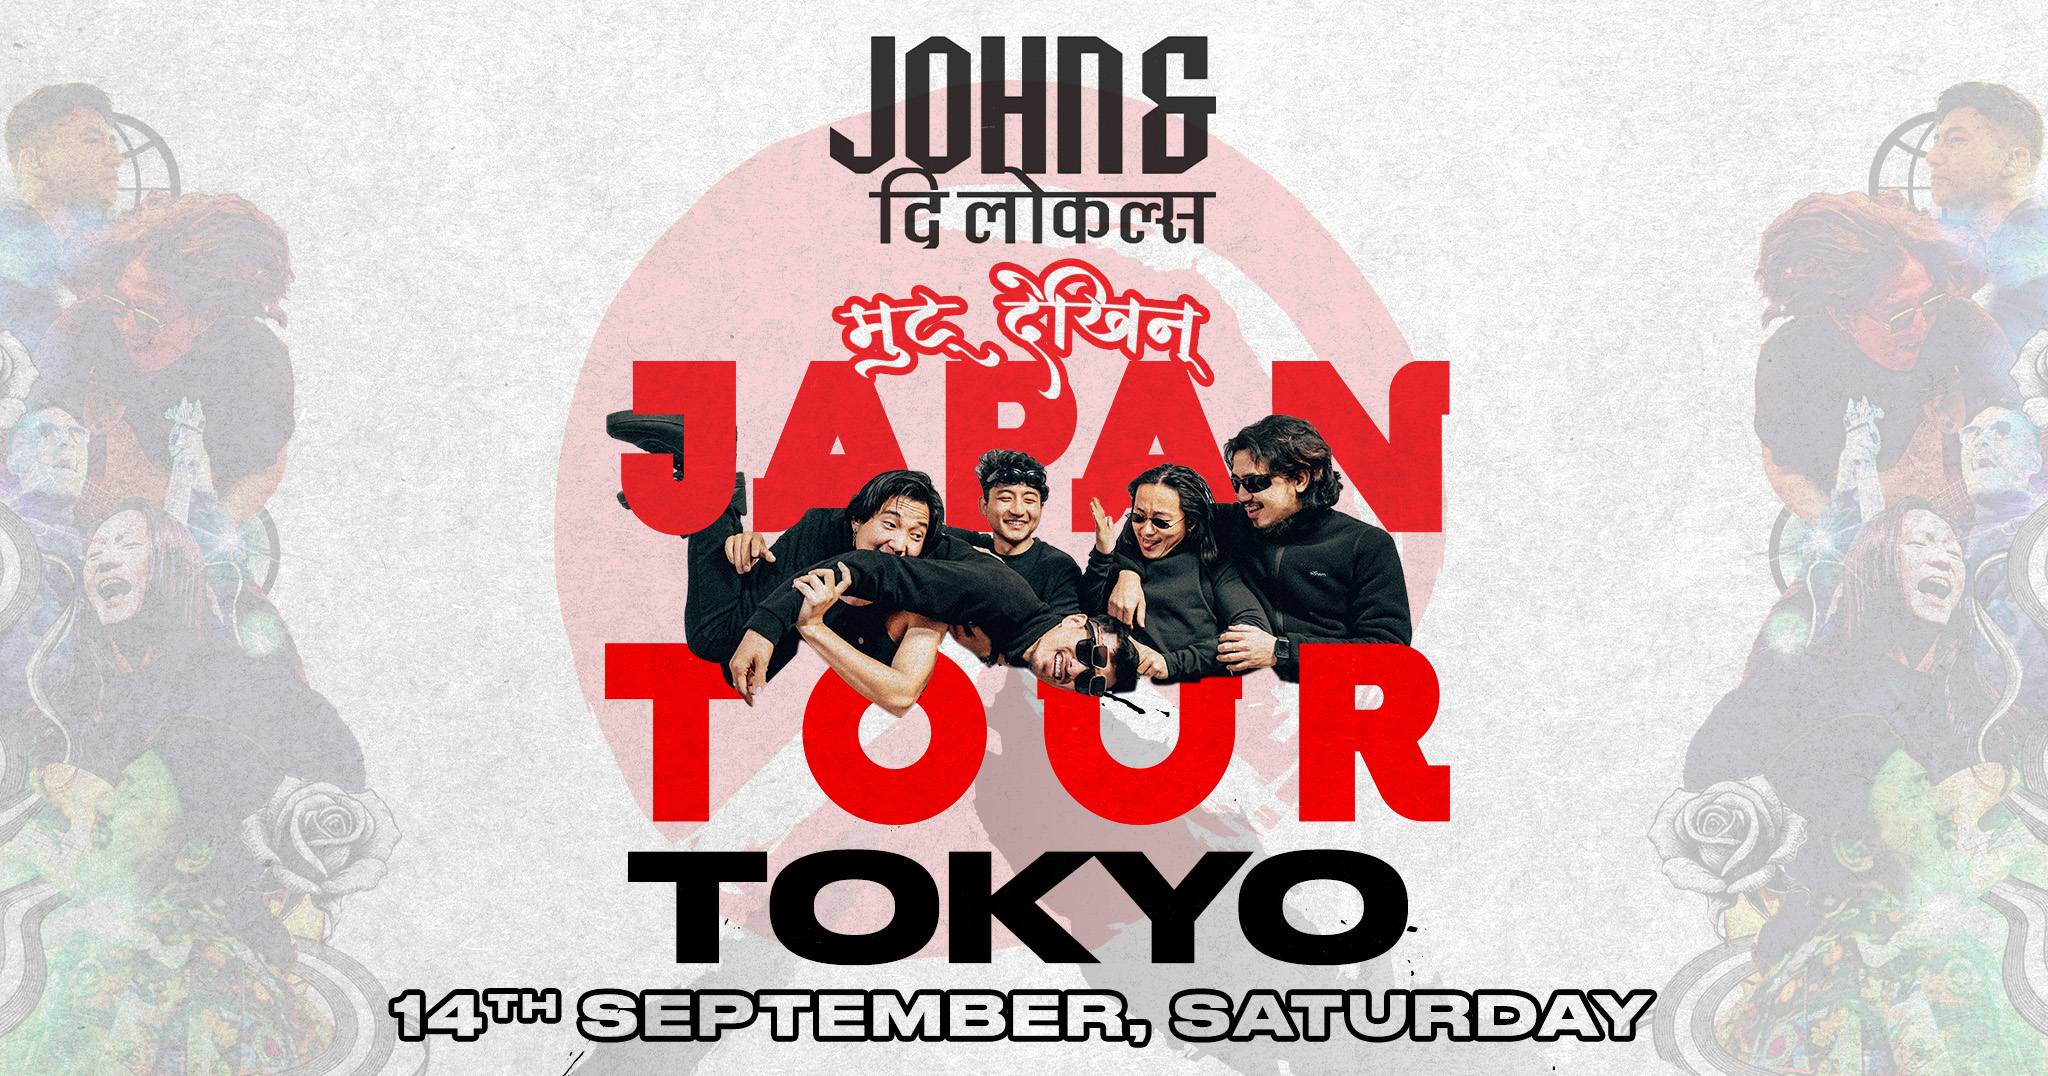 JOHN &
दि लोकल्स
मुटु देखिन्
JAPAN
TOUR
TOKYO
14TH SEPTEMBER, SATURDAY